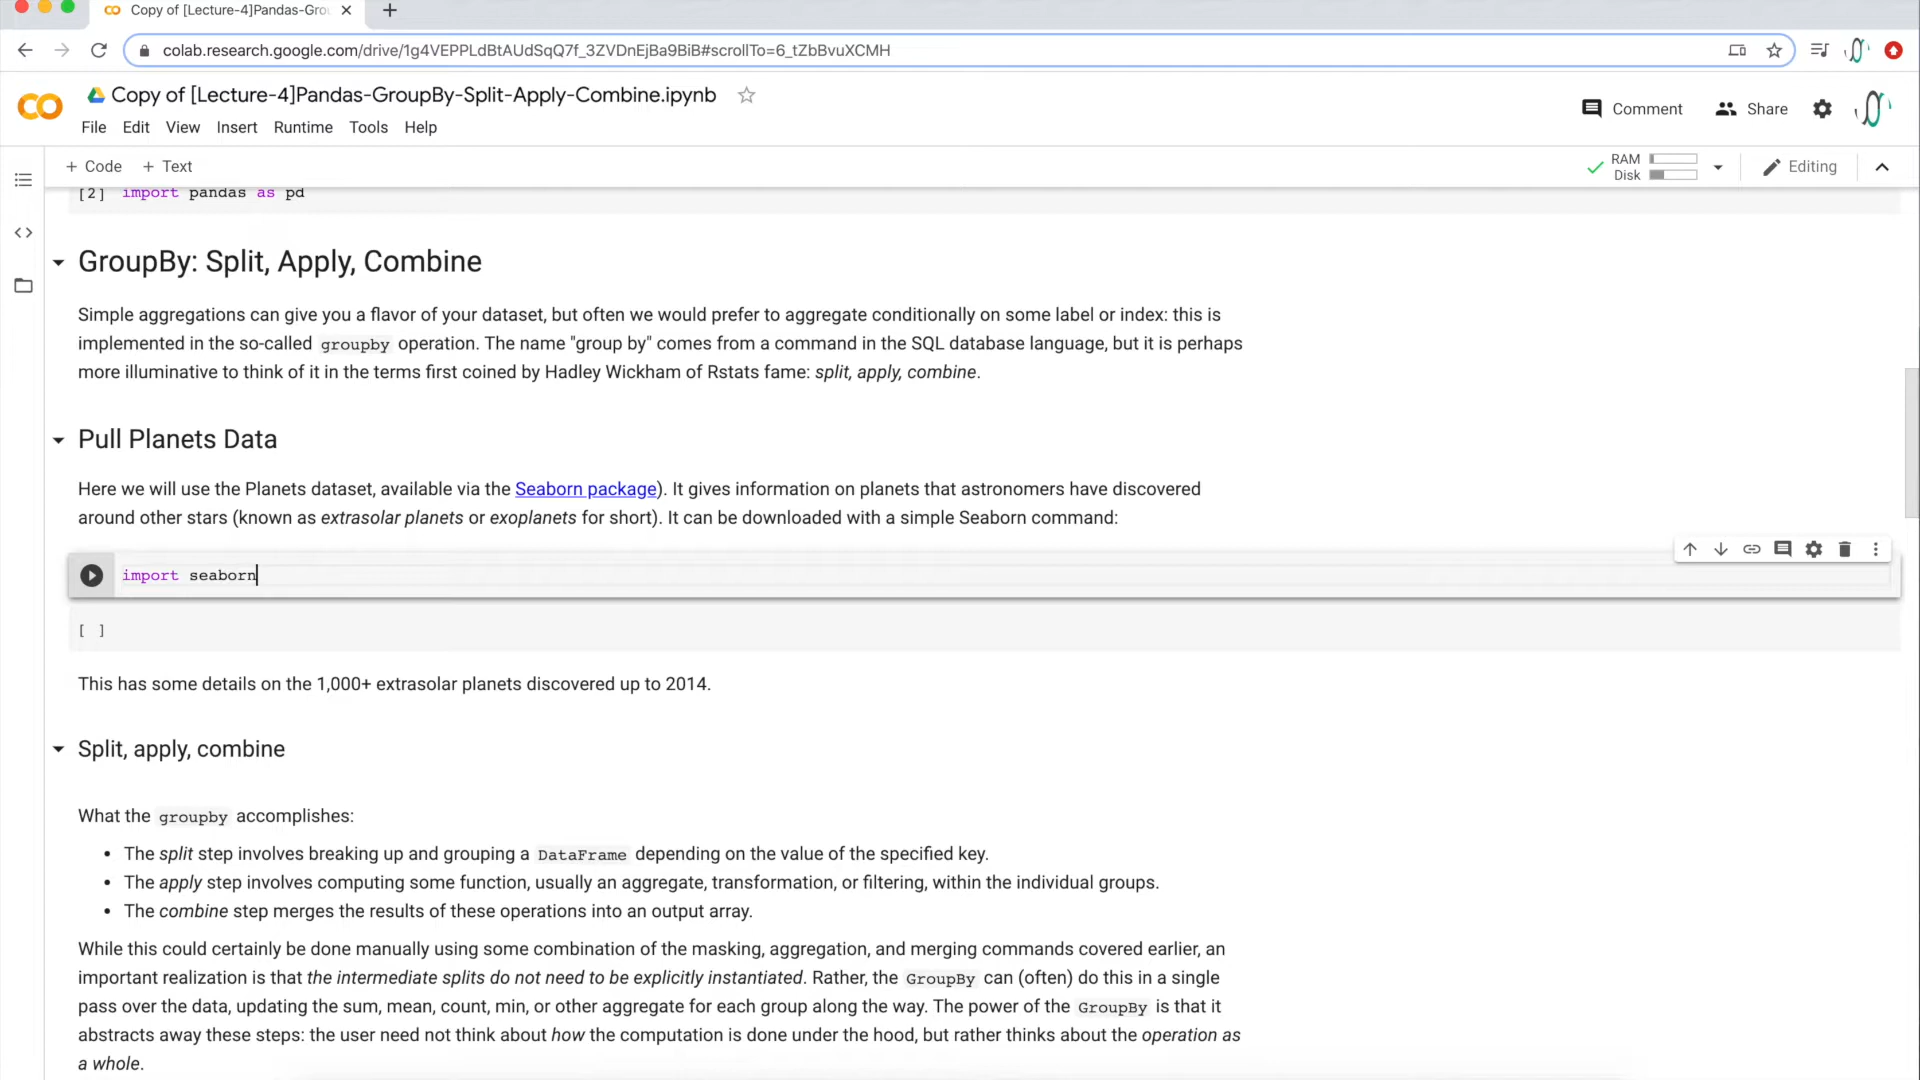 Copy of [Lecture-4]Pandas-Grou
colab.research.google.com/drive/1g4VEPPLdBtAUdSqQ7f_3ZVDnEjBa9BiB#scrollTo=6_tZbBvuXCMH
Copy of [Lecture-4]Pandas-GroupBy-Split-Apply-Combine.ipynb
Comment Share
File Edit View Insert Runtime Tools Help
+ Code + Text
RAM
Disk
Editing
[2] import pandas as pd
GroupBy: Split, Apply, Combine
Simple aggregations can give you a flavor of your dataset, but often we would prefer to aggregate conditionally on some label or index: this is
implemented in the so-called groupby operation. The name "group by" comes from a command in the SQL database language, but it is perhaps
more illuminative to think of it in the terms first coined by Hadley Wickham of Rstats fame: split, apply, combine.
Pull Planets Data
Here we will use the Planets dataset, available via the Seaborn package). It gives information on planets that astronomers have discovered
around other stars (known as extrasolar planets or exoplanets for short). It can be downloaded with a simple Seaborn command:
import seaborn
[ ]
This has some details on the 1,000+ extrasolar planets discovered up to 2014.
Split, apply, combine
What the groupby accomplishes:
• The split step involves breaking up and grouping a DataFrame depending on the value of the specified key.
• The apply step involves computing some function, usually an aggregate, transformation, or filtering, within the individual groups.
• The combine step merges the results of these operations into an output array.
While this could certainly be done manually using some combination of the masking, aggregation, and merging commands covered earlier, an
important realization is that the intermediate splits do not need to be explicitly instantiated. Rather, the GroupBy can (often) do this in a single
pass over the data, updating the sum, mean, count, min, or other aggregate for each group along the way. The power of the GroupBy is that it
abstracts away these steps: the user need not think about how the computation is done under the hood, but rather thinks about the operation as
a whole.